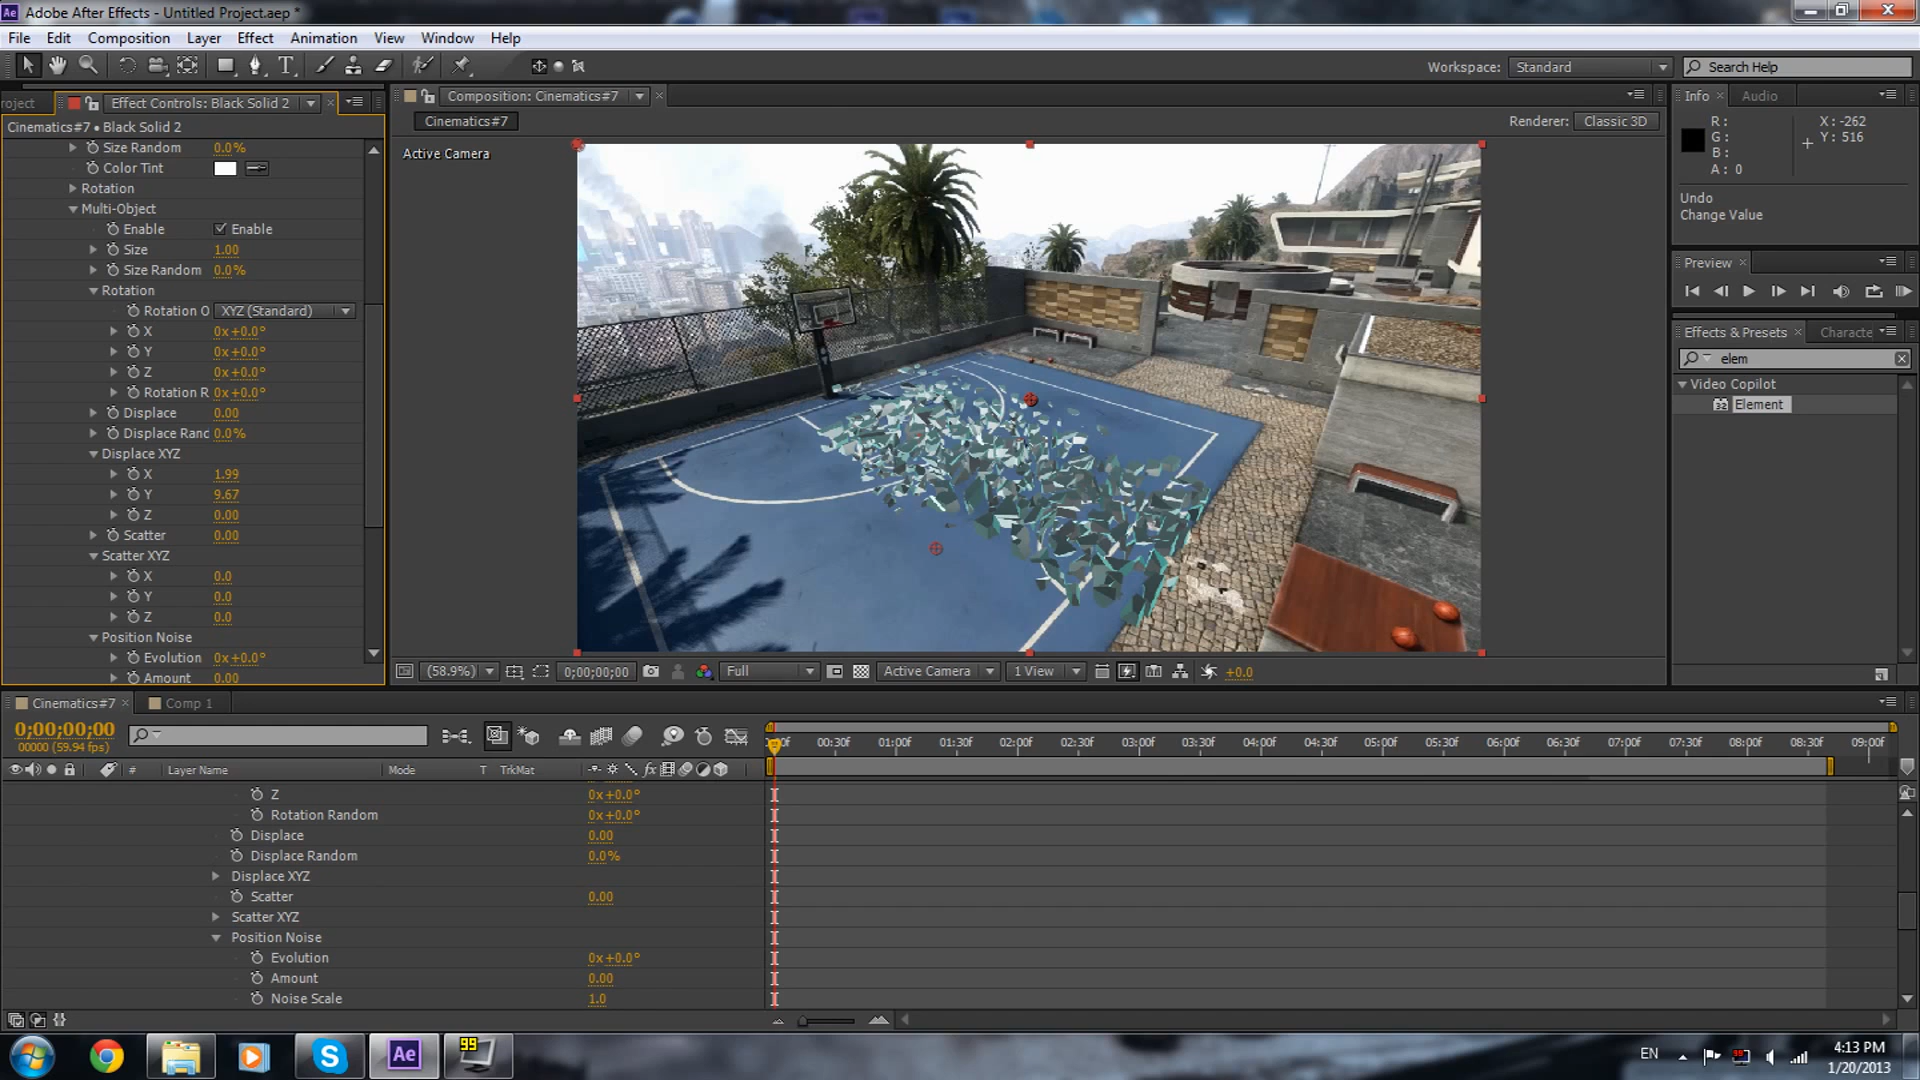 Ae Adobe After Effects - Untitled Project.aep *
File Edit Composition Layer Effect Animation View Window Help
Workspace: Standard Search Help
roject Effect Controls: Black Solid 2
Cinematics#7 • Black Solid 2
Size Random 0.0%
Color Tint
Rotation
Multi-Object
Enable Enable
Size 1.00
Size Random 0.0%
Rotation
Rotation O XYZ (Standard)
X 0x+0.0°
Y 0x+0.0°
Z 0x+0.0°
Rotation R 0x+0.0°
Displace 0.00
Displace Ranc 0.0%
Displace XYZ
X 1.99
Y 9.67
Z 0.00
Scatter 0.00
Scatter XYZ
X 0.0
Y 0.0
Z 0.0
Position Noise
Evolution 0x+0.0°
Amount 0.00
Composition: Cinematics#7
Cinematics#7
Renderer: Classic 3D
Active Camera
(58.9%) 0;00;00;00 Full Active Camera 1 View +0.0
Info Audio
R: X: -262
G: Y: 516
B:
A: 0
Undo
Change Value
Preview
Effects & Presets Characte
elem
Video Copilot
32 Element
Cinematics#7 Comp 1
0;00;00;00
00000 (59.94 fps)
00f 00:30f 01:00f 01:30f 02:00f 02:30f 03:00f 03:30f 04:00f 04:30f 05:00f 05:30f 06:00f 06:30f 07:00f 07:30f 08:00f 08:30f 09:00f
# Layer Name Mode T TrkMat fx
Z 0x+0.0°
Rotation Random 0x+0.0°
Displace 0.00
Displace Random 0.0%
Displace XYZ
Scatter 0.00
Scatter XYZ
Position Noise
Evolution 0x+0.0°
Amount 0.00
Noise Scale 1.0
S Ae 99
EN
4:13 PM
1/20/2013